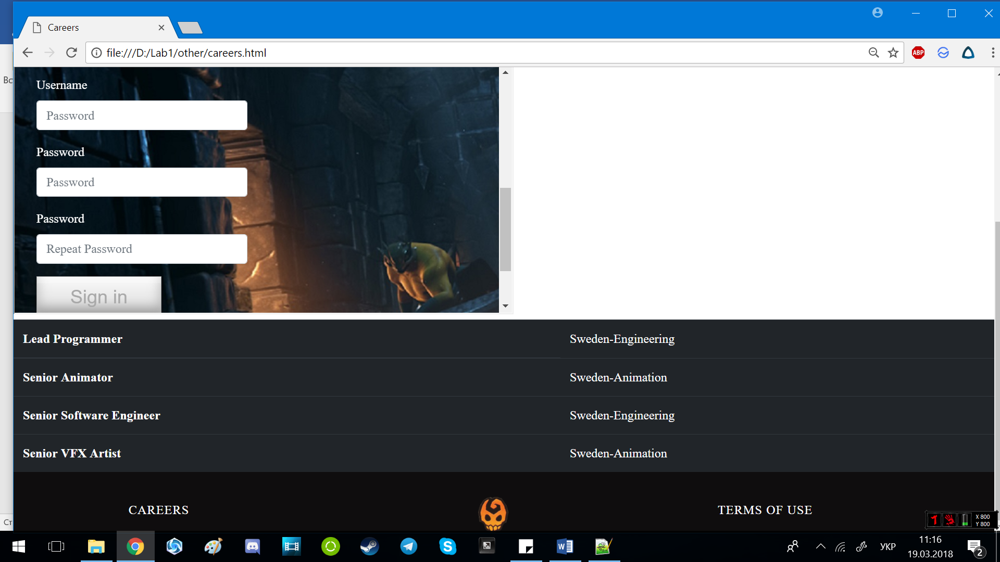 Careers
file:///D:/Lab1/other/careers.html
ABP
Вс
Username
Password
Password
Password
Password
Repeat Password
Sign in
Lead Programmer Sweden-Engineering
Senior Animator Sweden-Animation
Senior Software Engineer Sweden-Engineering
Senior VFX Artist Sweden-Animation
CAREERS TERMS OF USE
Ст
X 800
Y 800
УКР
11:16
19.03.2018
2